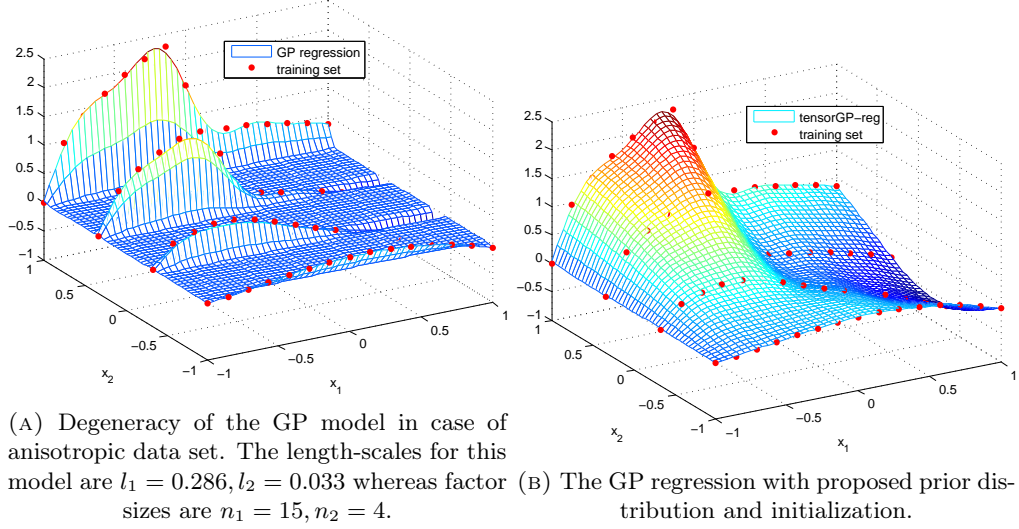 2.5
2
1.5
1
0.5
0
−0.5
−1
1
0.5
0
−0.5
−1
−1
−0.5
0
0.5
1
x2
x1
GP regression
training set
2.5
2
1.5
1
0.5
0
−0.5
−1
1
0.5
0
−0.5
−1
−1
−0.5
0
0.5
1
x2
x1
tensorGP−reg
training set
(A) Degeneracy of the GP model in case of
anisotropic data set. The length-scales for this
model are l1 = 0.286, l2 = 0.033 whereas factor
sizes are n1 = 15, n2 = 4.
(B) The GP regression with proposed prior dis-
tribution and initialization.